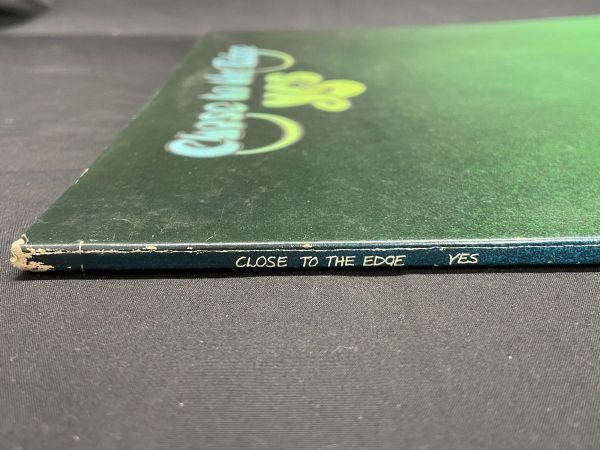 Close to the Edge
yes
CLOSE TO THE EDGE YES